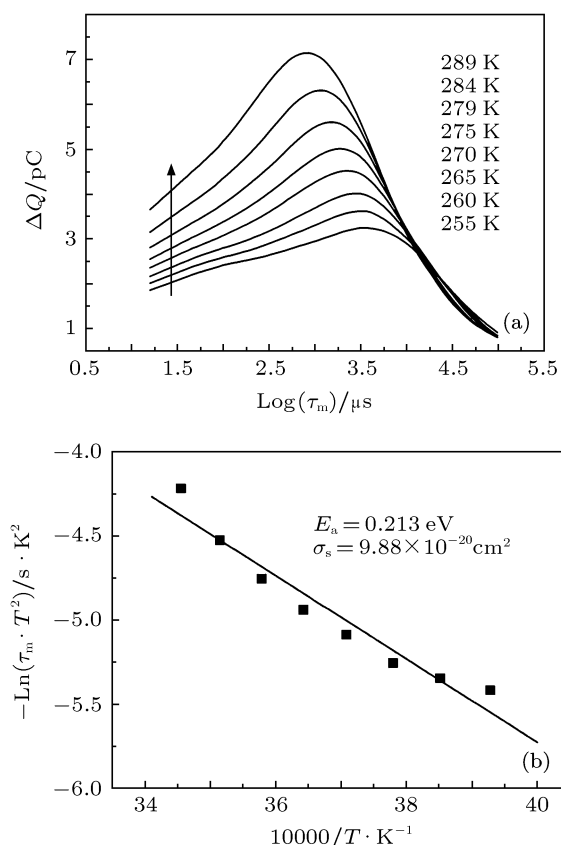 7
5
3
1
ΔQ/pC
289 K
284 K
279 K
275 K
270 K
265 K
260 K
255 K
(a)
0.5 1.5 2.5 3.5 4.5 5.5
Log(τm)/μs
−4.0
−4.5
−5.0
−5.5
−6.0
−Ln(τm·T²)/s·K²
Ea = 0.213 eV
σs = 9.88×10⁻²⁰cm²
(b)
34 36 38 40
10000/T·K⁻¹